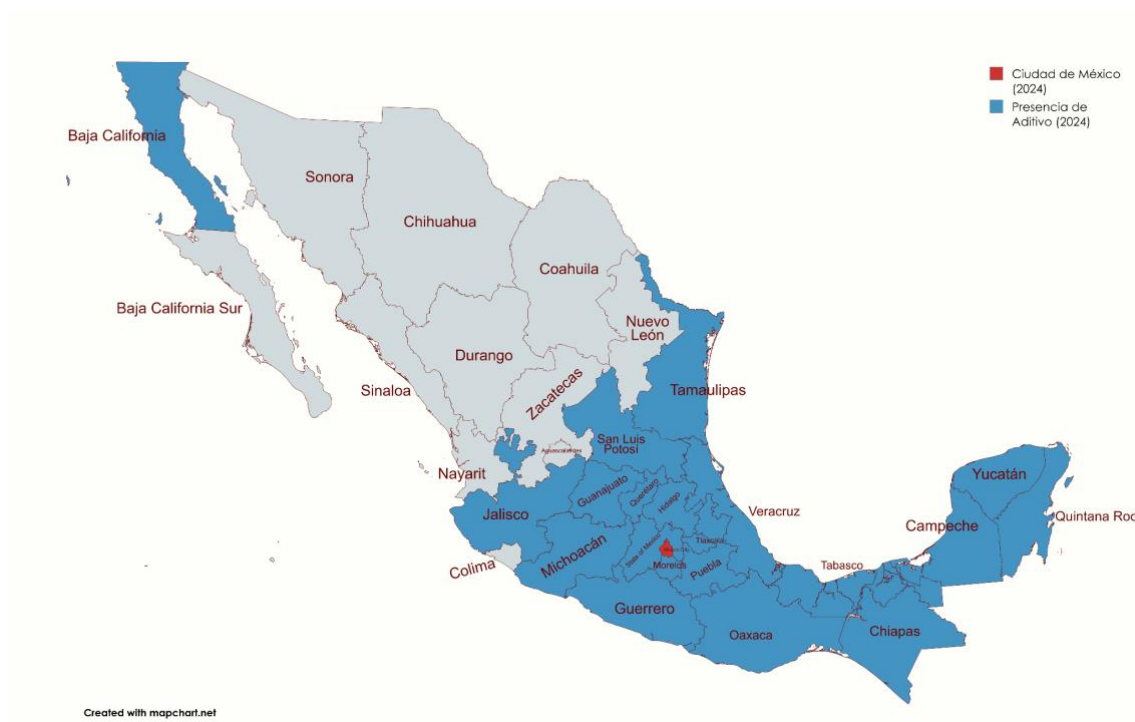 Ciudad de México
(2024)
Presencia de
Aditivo (2024)
Baja California
Sonora
Chihuahua
Coahuila
Baja California Sur
Nuevo
León
Durango
Sinaloa
Zacatecas
Tamaulipas
San Luis
Potosí
Aguascalientes
Nayarit
Yucatán
Guanajuato
Querétaro
Hidalgo
Jalisco
Veracruz
Quintana Roo
Campeche
Michoacán
State of Mexico
Tlaxcala
Colima
Morelos
Puebla
Tabasco
Guerrero
Oaxaca
Chiapas
Created with mapchart.net